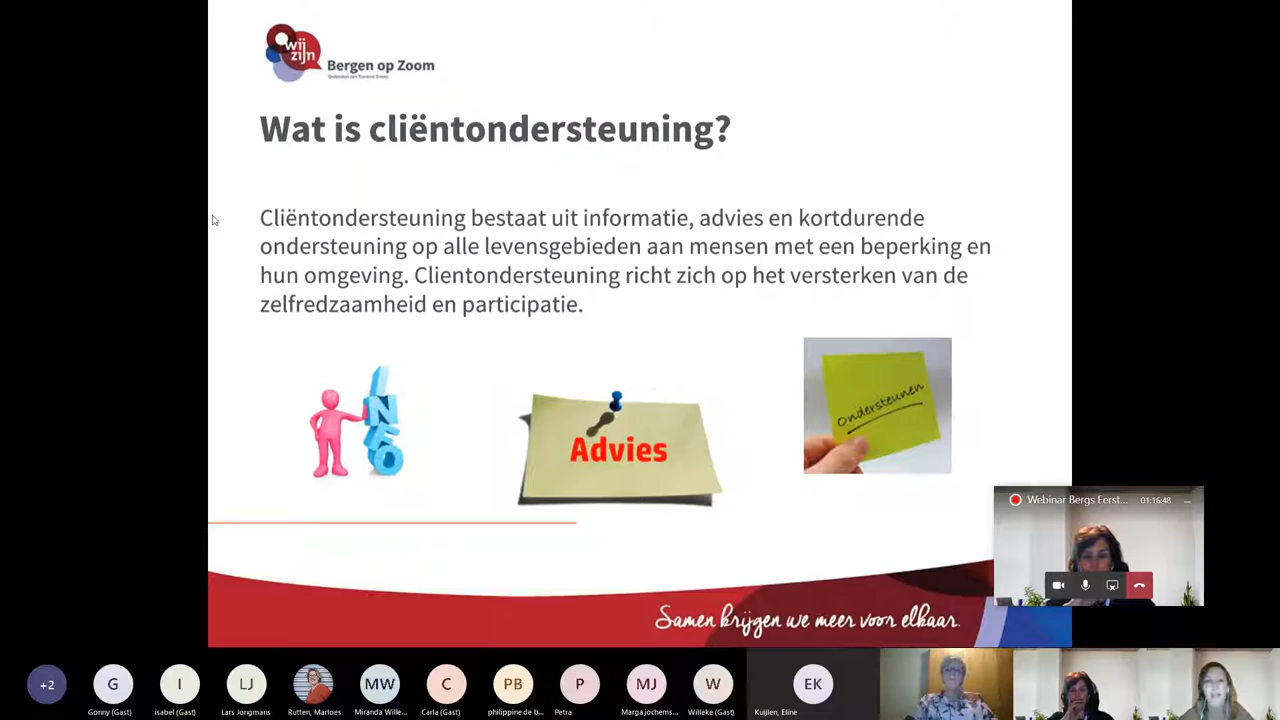 wij
zijn
Bergen op Zoom
Wat is cliëntondersteuning?
Cliëntondersteuning bestaat uit informatie, advies en kortdurende
ondersteuning op alle levensgebieden aan mensen met een beperking en
hun omgeving. Clientondersteuning richt zich op het versterken van de
zelfredzaamheid en participatie.
INFO
Advies
ondersteunen
Webinar Bergs Eerst... 01:16:48
Samen krijgen we meer voor elkaar.
+2 G I LJ MW C PB P MJ W EK
Gonny (Gast) isabel (Gast) Lars Jongmans Rutten, Marloes Miranda Wille... Carla (Gast) philippine de b... Petra Marga jochems... Willeke (Gast) Kuijlen, Eline